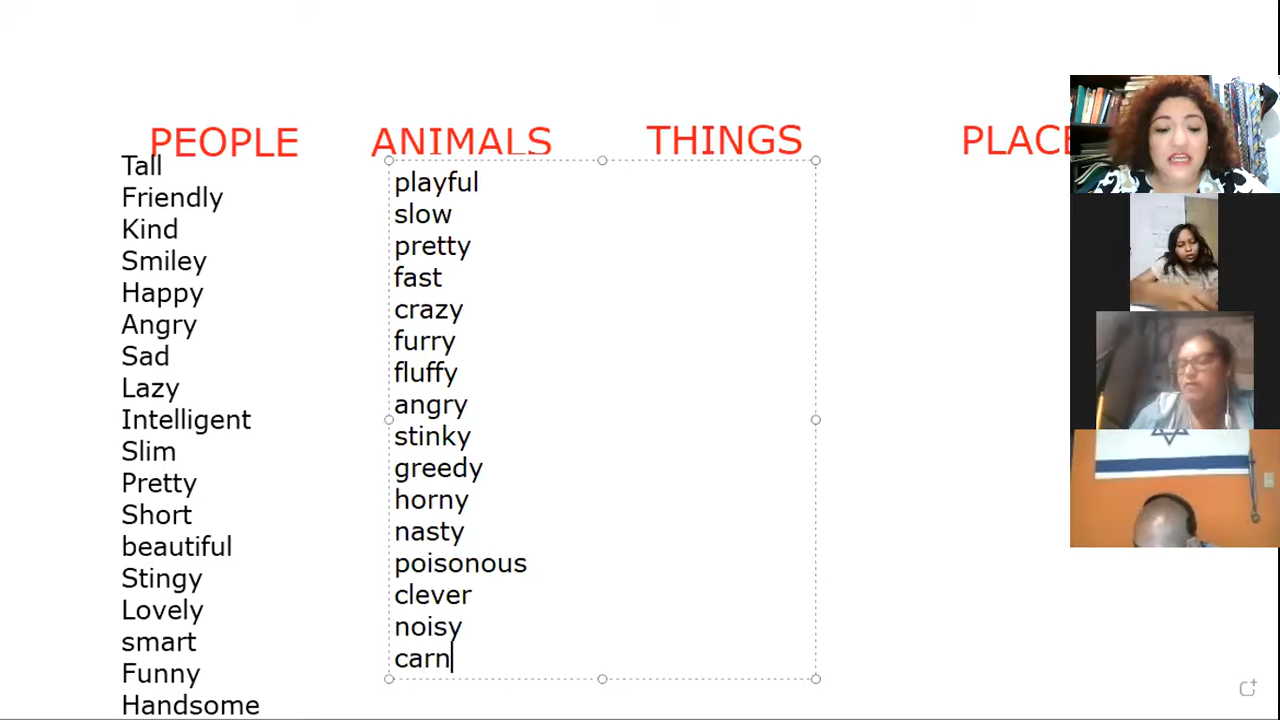 PEOPLE
ANIMALS
THINGS
PLACE
Tall
Friendly
Kind
Smiley
Happy
Angry
Sad
Lazy
Intelligent
Slim
Pretty
Short
beautiful
Stingy
Lovely
smart
Funny
Handsome
playful
slow
pretty
fast
crazy
furry
fluffy
angry
stinky
greedy
horny
nasty
poisonous
clever
noisy
carn